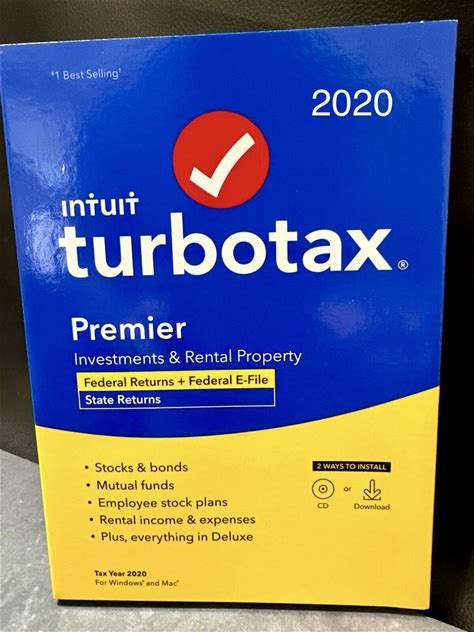 #1 Best Selling¹
2020
intuit
turbotax®
Premier
Investments & Rental Property
Federal Returns + Federal E-File
State Returns
• Stocks & bonds
• Mutual funds
• Employee stock plans
• Rental income & expenses
• Plus, everything in Deluxe
2 WAYS TO INSTALL
CD or Download
Tax Year 2020
For Windows® and Mac®